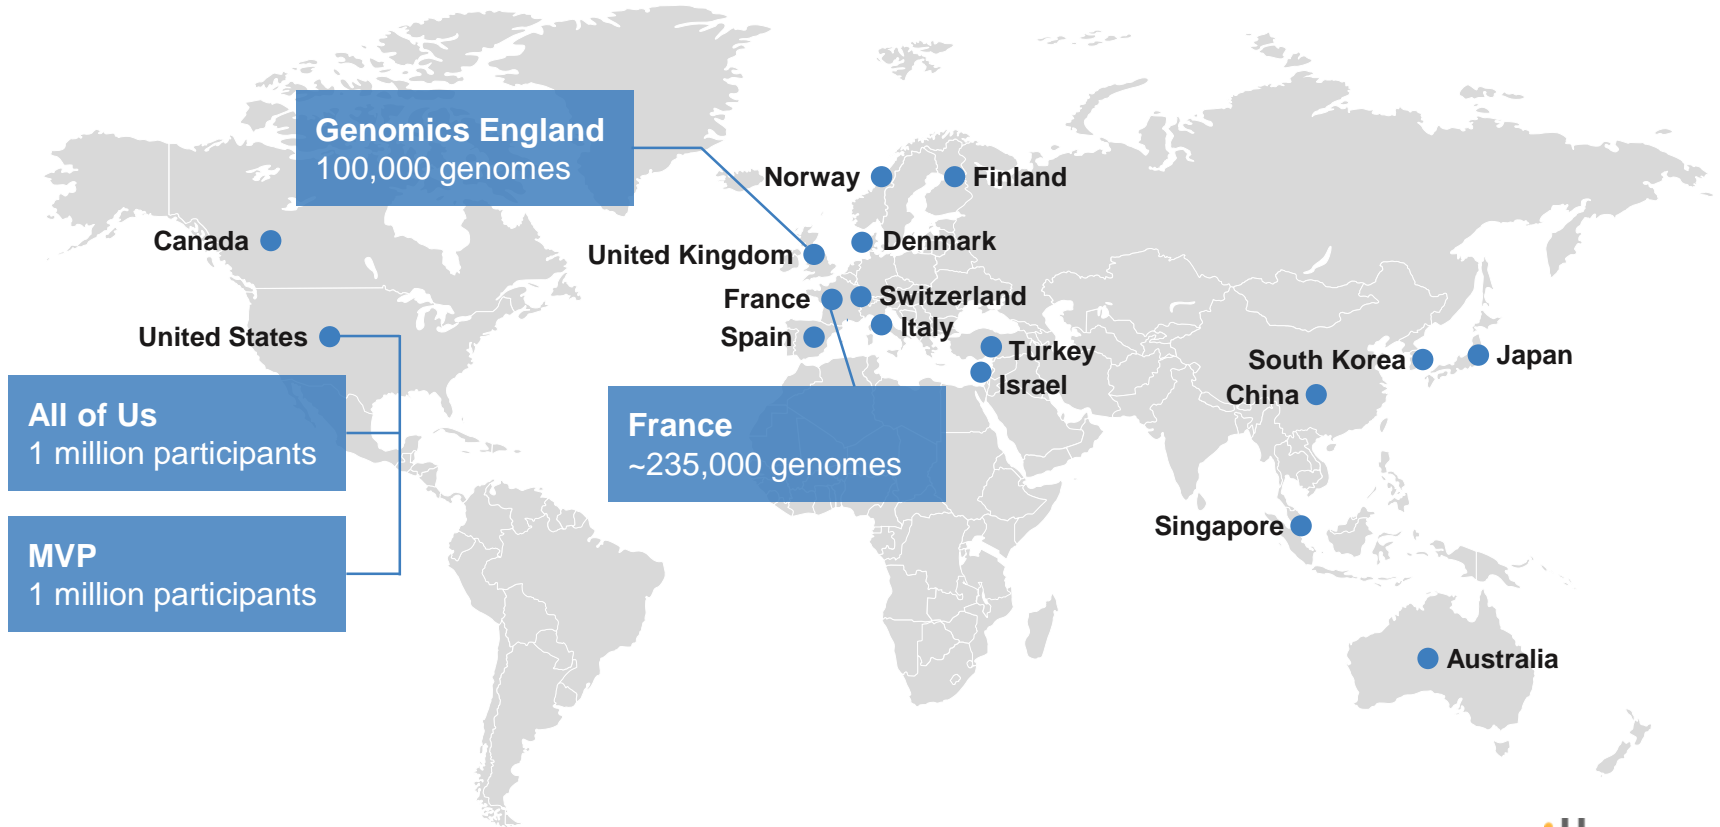 Genomics England
100,000 genomes
Norway
Finland
Canada
United Kingdom
Denmark
France
Switzerland
United States
Spain
Italy
Turkey
Israel
South Korea
Japan
China
All of Us
1 million participants
France
~235,000 genomes
MVP
1 million participants
Singapore
Australia